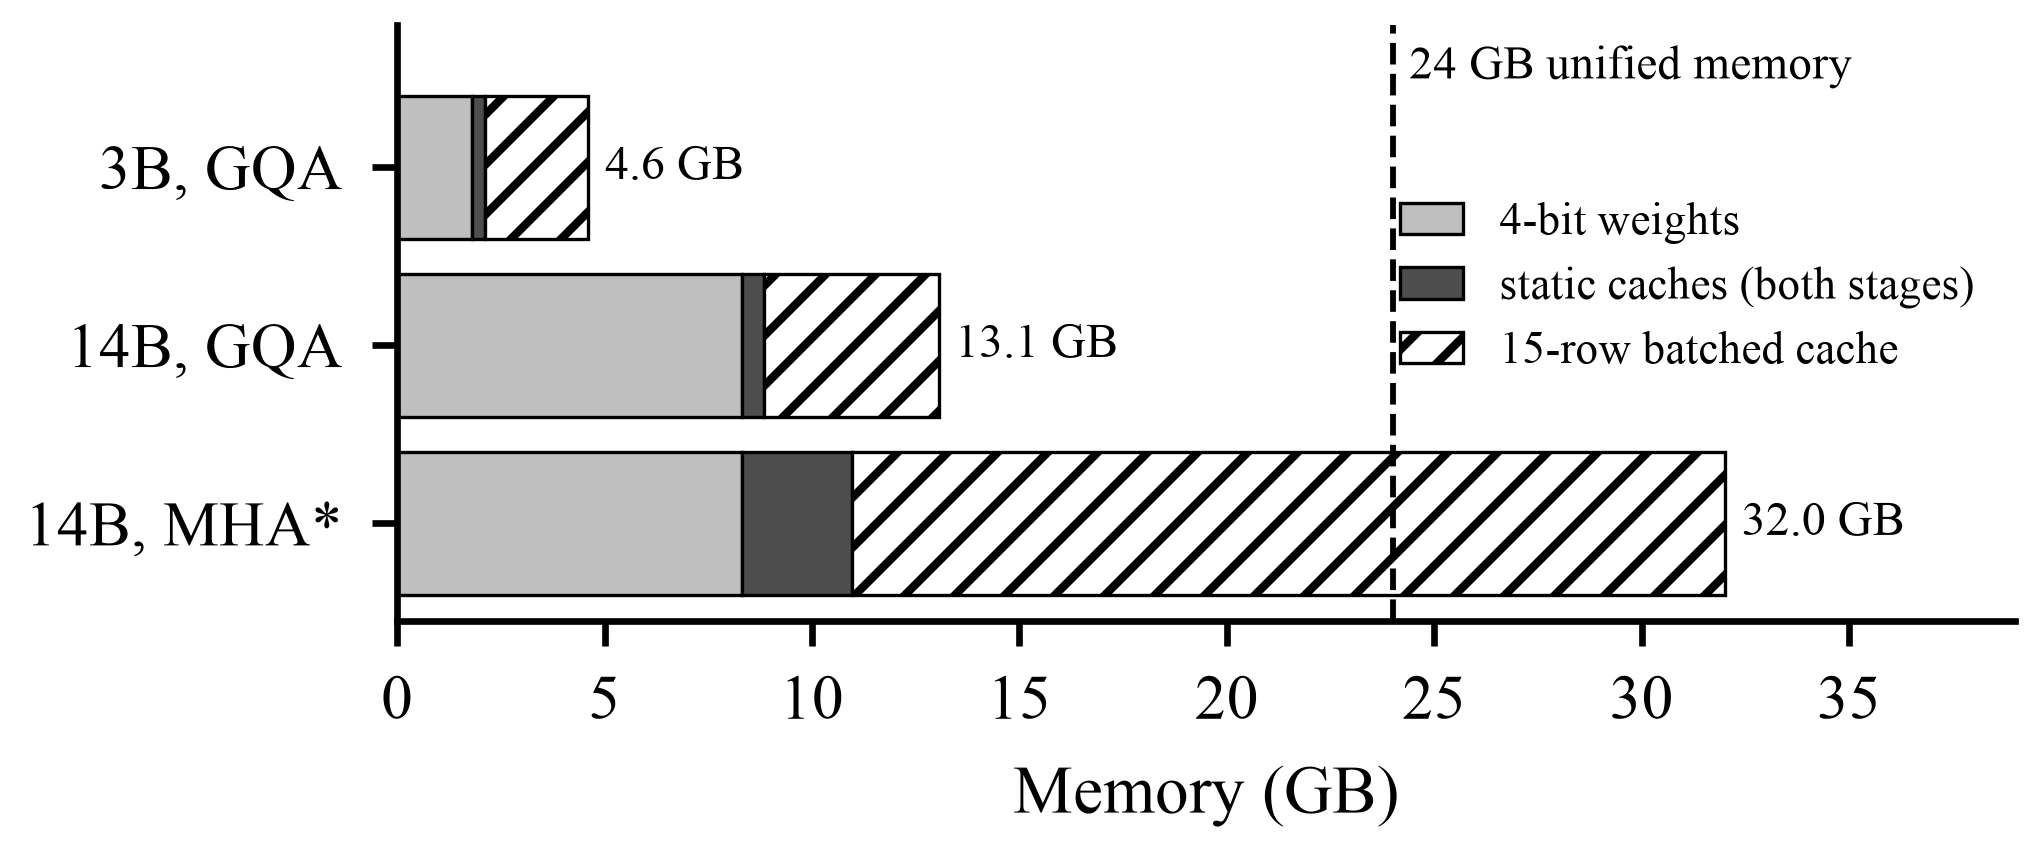 24 GB unified memory
3B, GQA
4.6 GB
4-bit weights
static caches (both stages)
15-row batched cache
14B, GQA
13.1 GB
14B, MHA*
32.0 GB
0 5 10 15 20 25 30 35
Memory (GB)